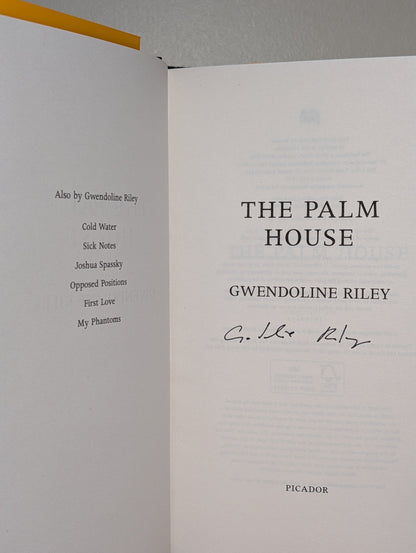 Also by Gwendoline Riley
Cold Water
Sick Notes
Joshua Spassky
Opposed Positions
First Love
My Phantoms
THE PALM
HOUSE
GWENDOLINE RILEY
Riley
PICADOR